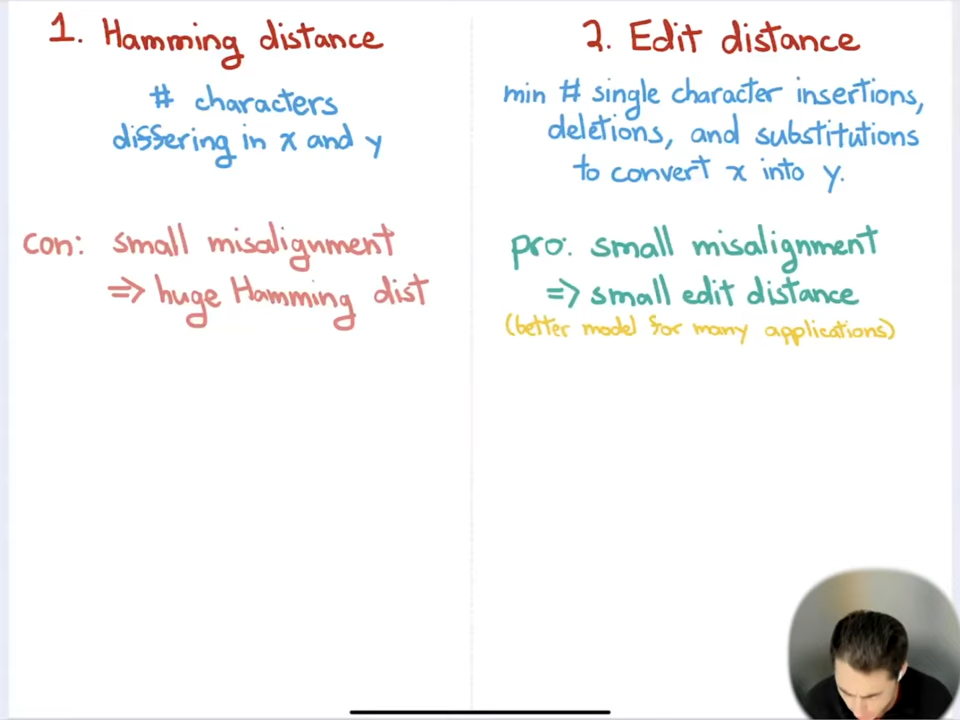 1. Hamming distance
# characters
differing in x and y
con: small misalignment
=> huge Hamming dist
2. Edit distance
min # single character insertions,
deletions, and substitutions
to convert x into y.
pro: small misalignment
=> small edit distance
(better model for many applications)